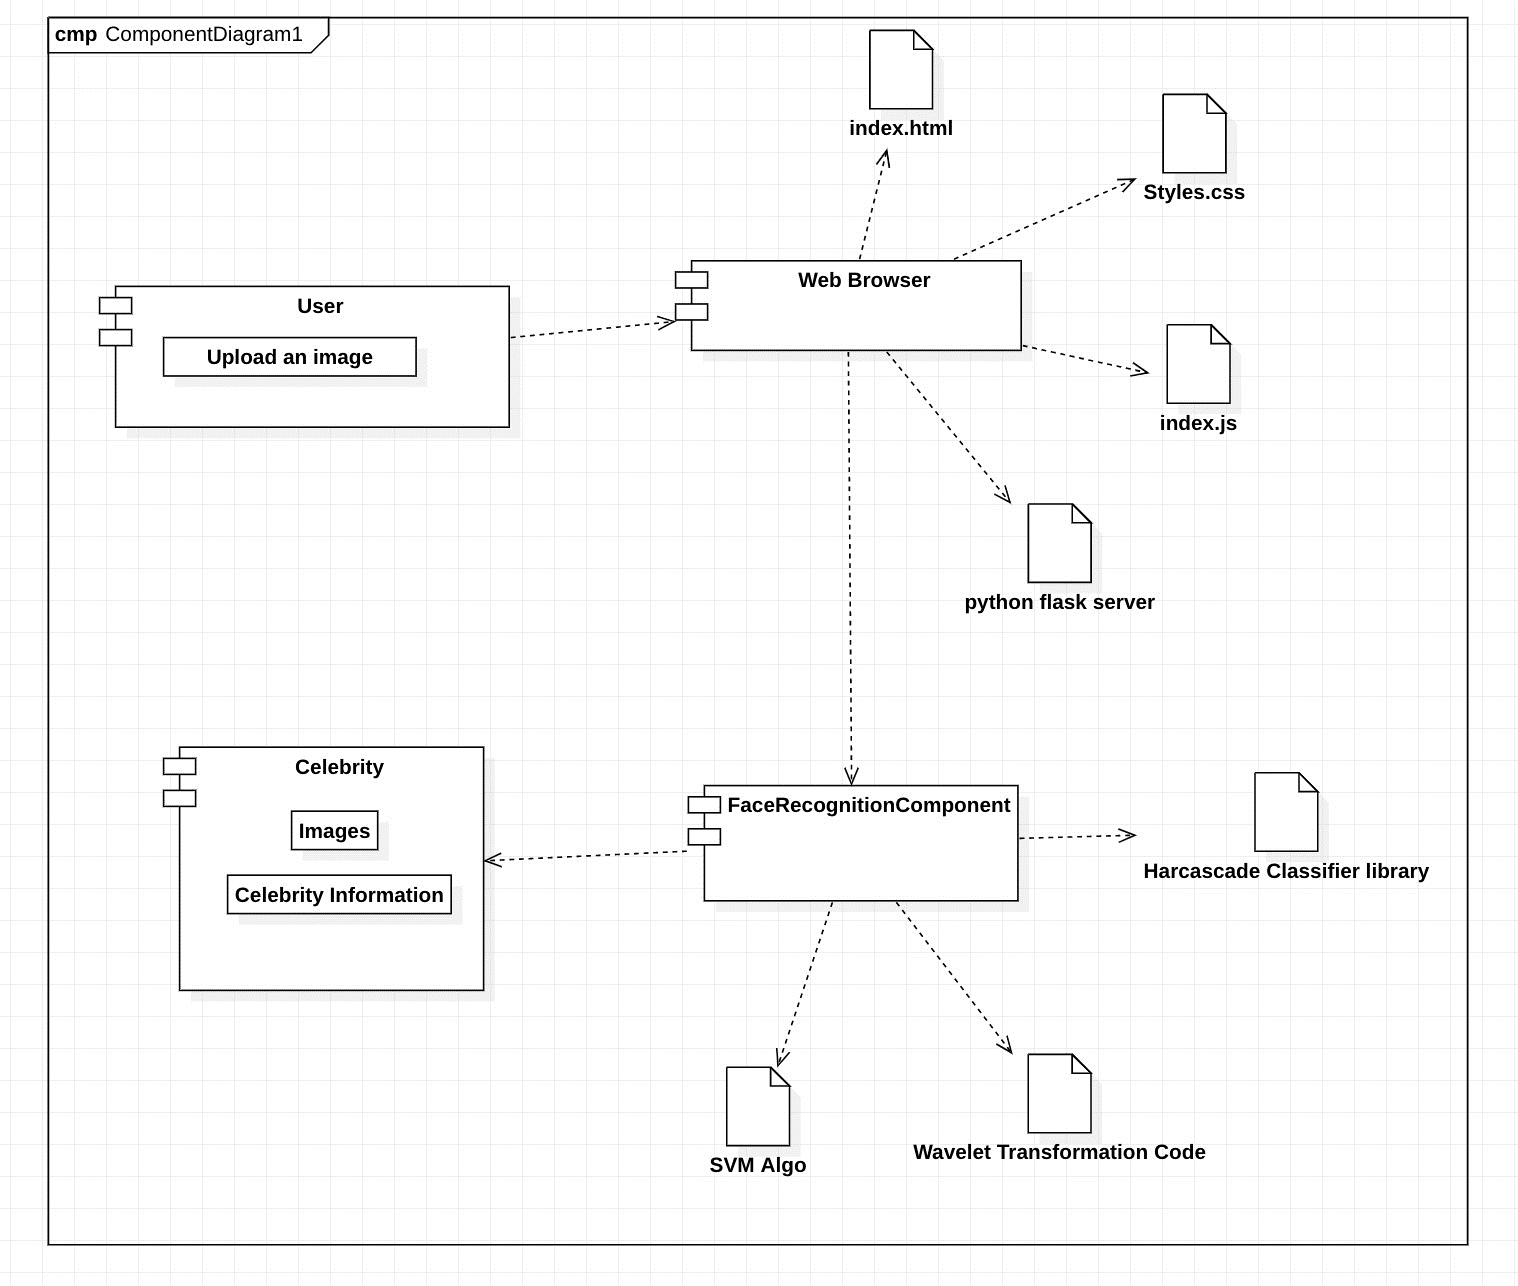 cmp ComponentDiagram1
index.html
Styles.css
Web Browser
User
Upload an image
index.js
python flask server
Celebrity
Images
Celebrity Information
FaceRecognitionComponent
Harcascade Classifier library
SVM Algo
Wavelet Transformation Code